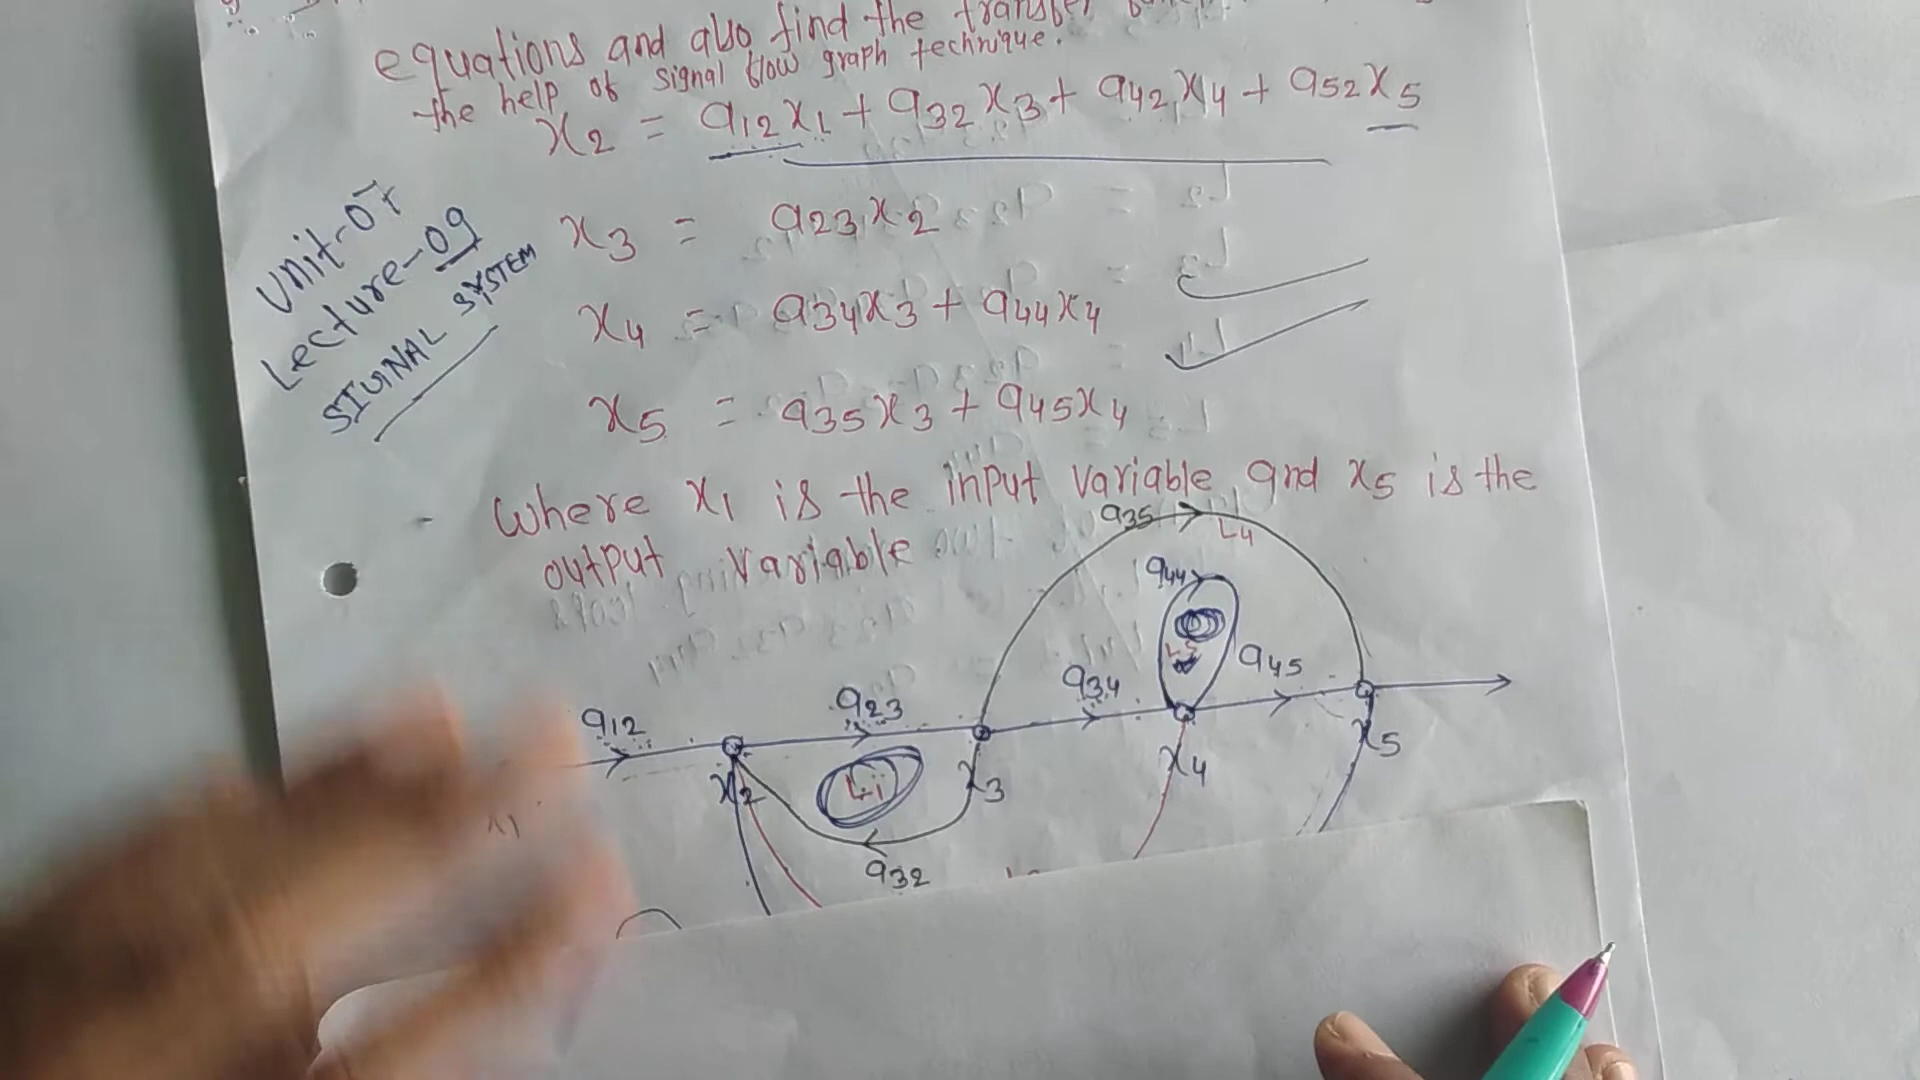 equations and also find the
the help of signal flow graph technique.
x2 = a12x1 + a32x3 + a42x4 + a52x5
x3 = a23x2
x4 = a34x3 + a44x4
x5 = a35x3 + a45x4
Unit-07
Lecture-09
SIGNAL SYSTEM
Where x1 is the input variable and x5 is the
output variable
a35
L4
a44
a45
a34
a23
a12
x5
x4
x3
x2
L1
x1
a32